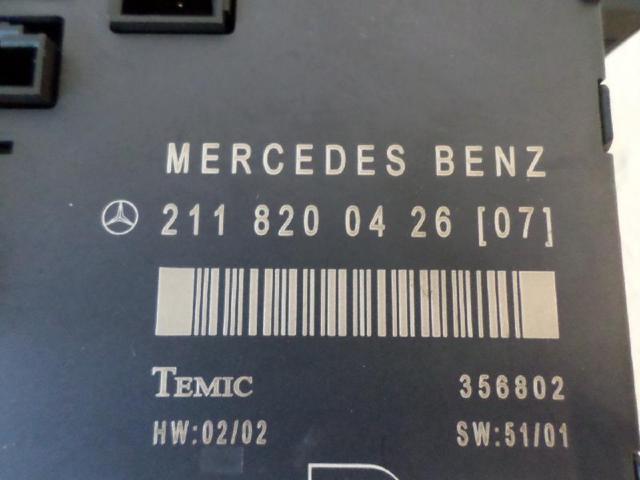 MERCEDES BENZ
211 820 04 26 [07]
TEMIC 356802
HW:02/02 SW:51/01